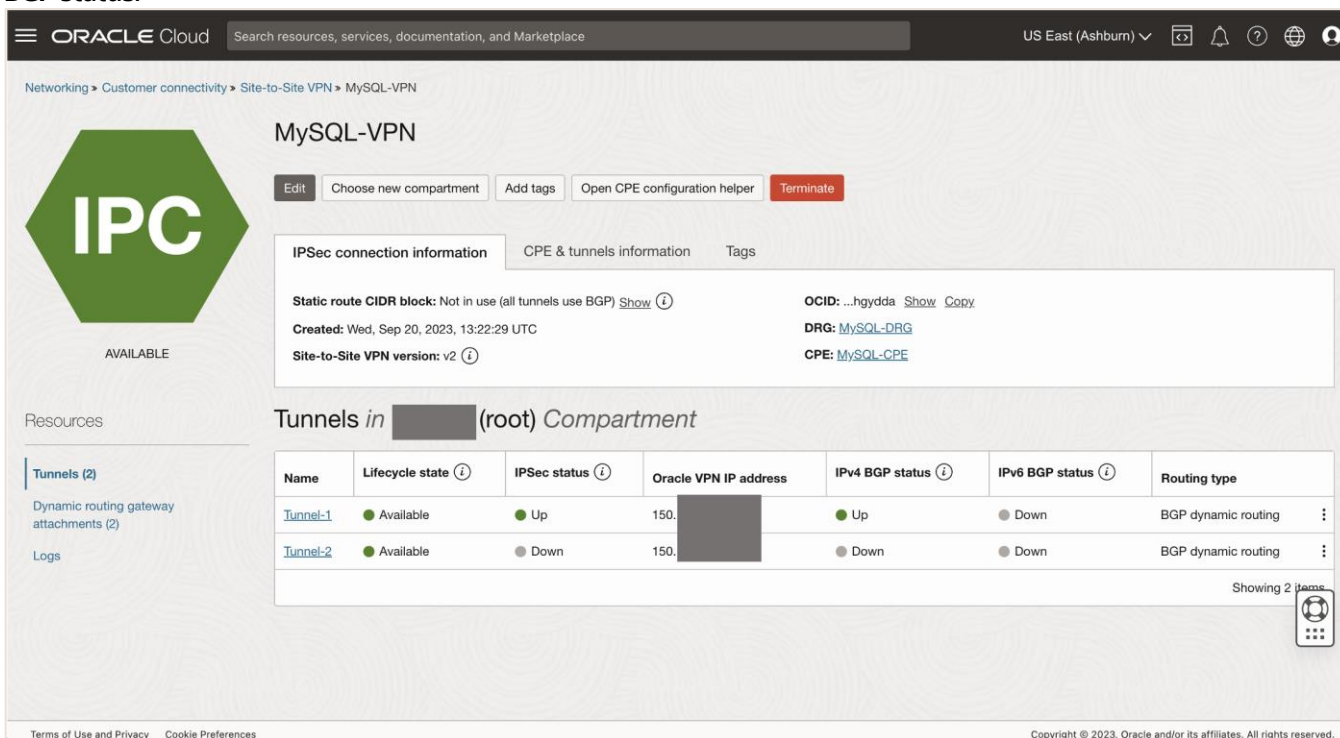 BGP status.
ORACLE Cloud
Search resources, services, documentation, and Marketplace
US East (Ashburn)
Networking » Customer connectivity » Site-to-Site VPN » MySQL-VPN
IPC
AVAILABLE
MySQL-VPN
Edit
Choose new compartment
Add tags
Open CPE configuration helper
Terminate
IPSec connection information
CPE & tunnels information
Tags
Static route CIDR block: Not in use (all tunnels use BGP) Show
Created: Wed, Sep 20, 2023, 13:22:29 UTC
Site-to-Site VPN version: v2
OCID: ...hgydda Show Copy
DRG: MySQL-DRG
CPE: MySQL-CPE
Resources
Tunnels (2)
Dynamic routing gateway
attachments (2)
Logs
Tunnels in (root) Compartment
Name Lifecycle state IPSec status Oracle VPN IP address IPv4 BGP status IPv6 BGP status Routing type
Tunnel-1 Available Up 150. Up Down BGP dynamic routing
Tunnel-2 Available Down 150. Down Down BGP dynamic routing
Showing 2 items
Terms of Use and Privacy Cookie Preferences
Copyright © 2023, Oracle and/or its affiliates. All rights reserved.